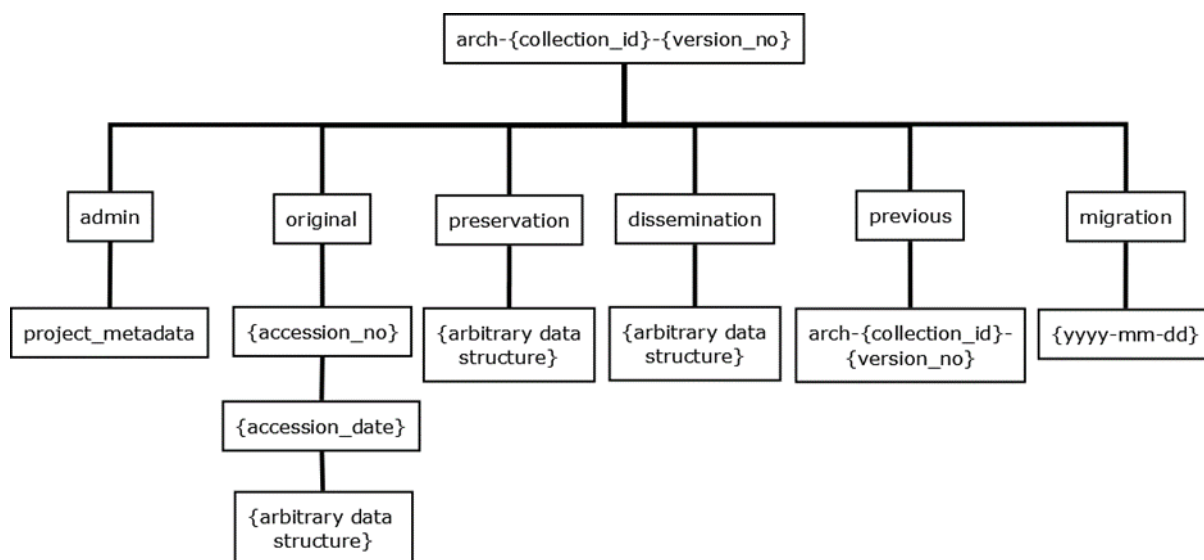 arch-{collection_id}-{version_no}
admin
original
preservation
dissemination
previous
migration
project_metadata
{accession_no}
{arbitrary data
structure}
{arbitrary data
structure}
arch-{collection_id}-
{version_no}
{yyyy-mm-dd}
{accession_date}
{arbitrary data
structure}